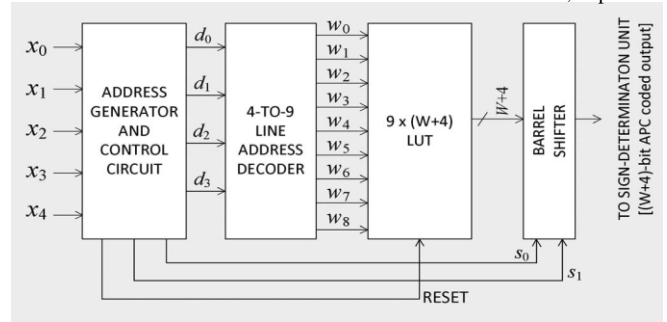 x0
x1
x2
x3
x4
ADDRESS
GENERATOR
AND
CONTROL
CIRCUIT
d0
d1
d2
d3
4-TO-9
LINE
ADDRESS
DECODER
w0
w1
w2
w3
w4
w5
w6
w7
w8
9 x (W+4)
LUT
W+4
BARREL
SHIFTER
TO SIGN-DETERMINATON UNIT
[(W+4)-bit APC coded output]
s0
s1
RESET